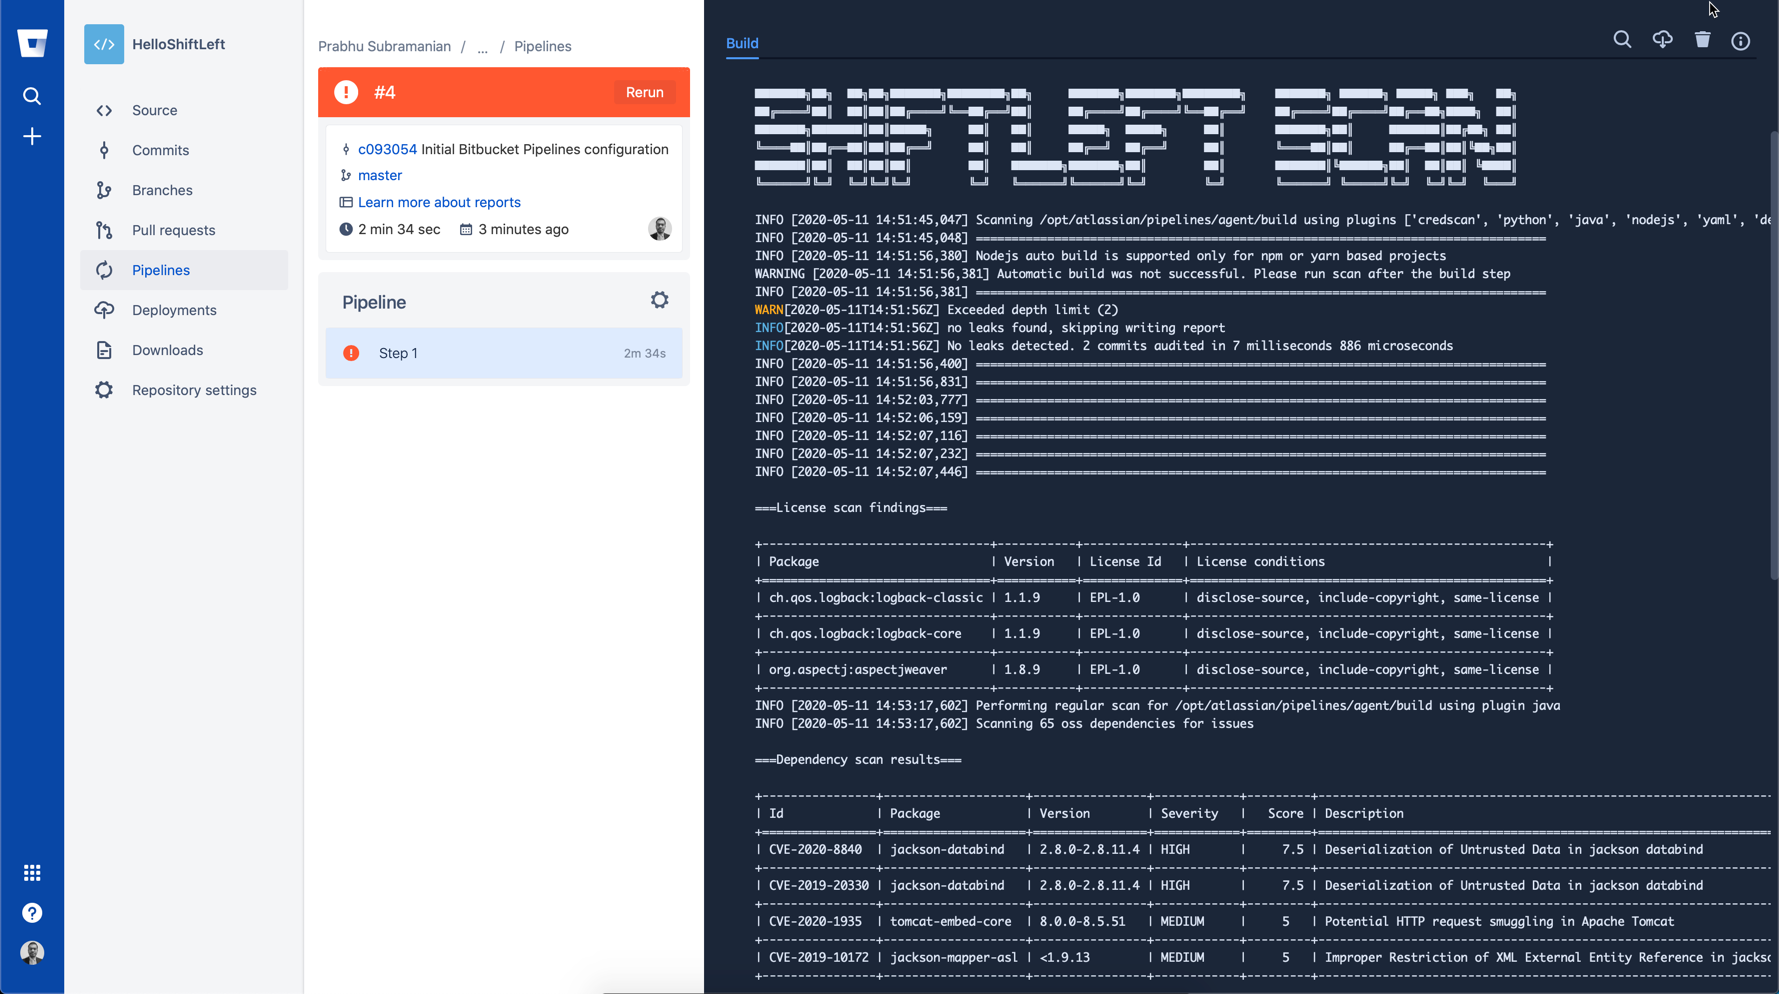 HelloShiftLeft
Source
Commits
Branches
Pull requests
Pipelines
Deployments
Downloads
Repository settings
Prabhu Subramanian / ... / Pipelines
#4
Rerun
c093054 Initial Bitbucket Pipelines configuration
master
Learn more about reports
2 min 34 sec 3 minutes ago
Pipeline
Step 1 2m 34s
Build
SHIFTLEFT SCAN
INFO [2020-05-11 14:51:45,047] Scanning /opt/atlassian/pipelines/agent/build using plugins ['credscan', 'python', 'java', 'nodejs', 'yaml', 'de
INFO [2020-05-11 14:51:45,048] ================================================================================
INFO [2020-05-11 14:51:56,380] Nodejs auto build is supported only for npm or yarn based projects
WARNING [2020-05-11 14:51:56,381] Automatic build was not successful. Please run scan after the build step
INFO [2020-05-11 14:51:56,381] ================================================================================
WARN[2020-05-11T14:51:56Z] Exceeded depth limit (2)
INFO[2020-05-11T14:51:56Z] no leaks found, skipping writing report
INFO[2020-05-11T14:51:56Z] No leaks detected. 2 commits audited in 7 milliseconds 886 microseconds
INFO [2020-05-11 14:51:56,400] ================================================================================
INFO [2020-05-11 14:51:56,831] ================================================================================
INFO [2020-05-11 14:52:03,777] ================================================================================
INFO [2020-05-11 14:52:06,159] ================================================================================
INFO [2020-05-11 14:52:07,116] ================================================================================
INFO [2020-05-11 14:52:07,232] ================================================================================
INFO [2020-05-11 14:52:07,446] ================================================================================
===License scan findings===
| Package | Version | License Id | License conditions |
| ch.qos.logback:logback-classic | 1.1.9 | EPL-1.0 | disclose-source, include-copyright, same-license |
| ch.qos.logback:logback-core | 1.1.9 | EPL-1.0 | disclose-source, include-copyright, same-license |
| org.aspectj:aspectjweaver | 1.8.9 | EPL-1.0 | disclose-source, include-copyright, same-license |
INFO [2020-05-11 14:53:17,602] Performing regular scan for /opt/atlassian/pipelines/agent/build using plugin java
INFO [2020-05-11 14:53:17,602] Scanning 65 oss dependencies for issues
===Dependency scan results===
| Id | Package | Version | Severity | Score | Description
| CVE-2020-8840 | jackson-databind | 2.8.0-2.8.11.4 | HIGH | 7.5 | Deserialization of Untrusted Data in jackson databind
| CVE-2019-20330 | jackson-databind | 2.8.0-2.8.11.4 | HIGH | 7.5 | Deserialization of Untrusted Data in jackson databind
| CVE-2020-1935 | tomcat-embed-core | 8.0.0-8.5.51 | MEDIUM | 5 | Potential HTTP request smuggling in Apache Tomcat
| CVE-2019-10172 | jackson-mapper-asl | <1.9.13 | MEDIUM | 5 | Improper Restriction of XML External Entity Reference in jackso